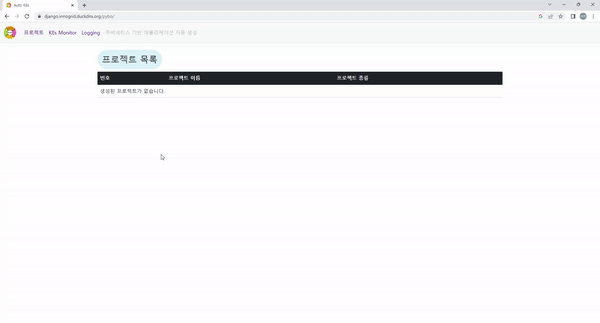 Auto K8s
django.innogrid.duckdns.org/pybo/
프로젝트 K8s Monitor Logging 쿠버네티스 기반 애플리케이션 자동 생성
프로젝트 목록
번호 프로젝트 이름 프로젝트 종류
생성된 프로젝트가 없습니다.